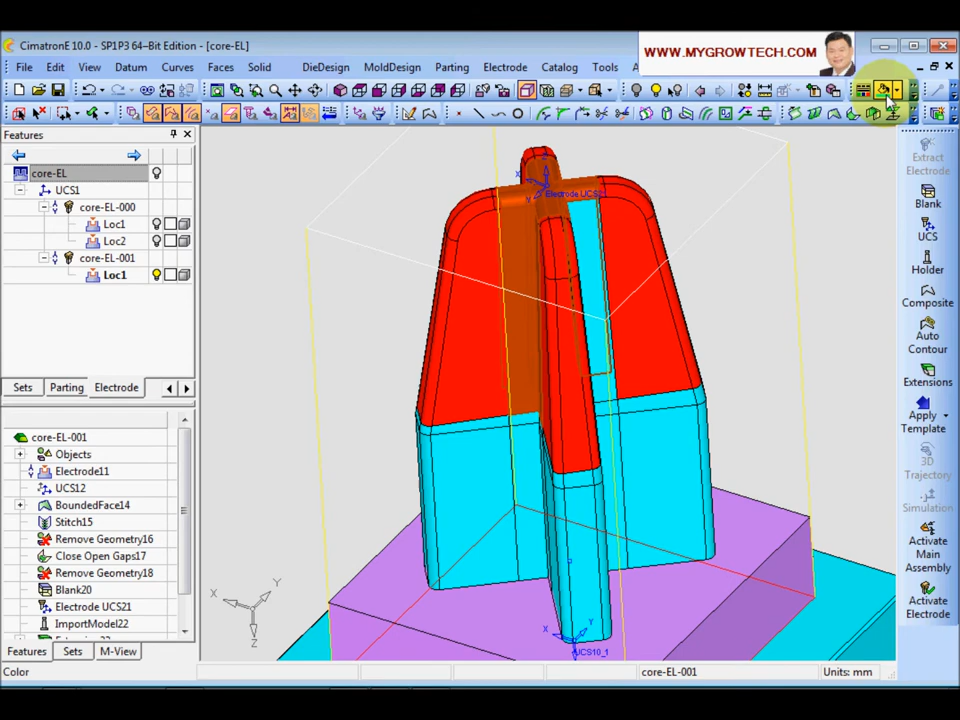 CimatronE 10.0 - SP1P3 64-Bit Edition - [core-EL]
WWW.MYGROWTECH.COM
File Edit View Datum Curves Faces Solid DieDesign MoldDesign Parting Electrode Catalog Tools A
Features
core-EL
UCS1
core-EL-000
Loc1
Loc2
core-EL-001
Loc1
Sets Parting Electrode
core-EL-001
Objects
Electrode11
UCS12
BoundedFace14
Stitch15
Remove Geometry16
Close Open Gaps17
Remove Geometry18
Blank20
Electrode UCS21
ImportModel22
Features Sets M-View
Color
X
Y
Z
Z
X
Y
X
Y
UCS10_1
Extract
Electrode
Blank
UCS
Holder
Composite
Auto
Contour
Extensions
Apply
Template
3D
Trajectory
Simulation
Activate
Main
Assembly
Activate
Electrode
core-EL-001
Units: mm